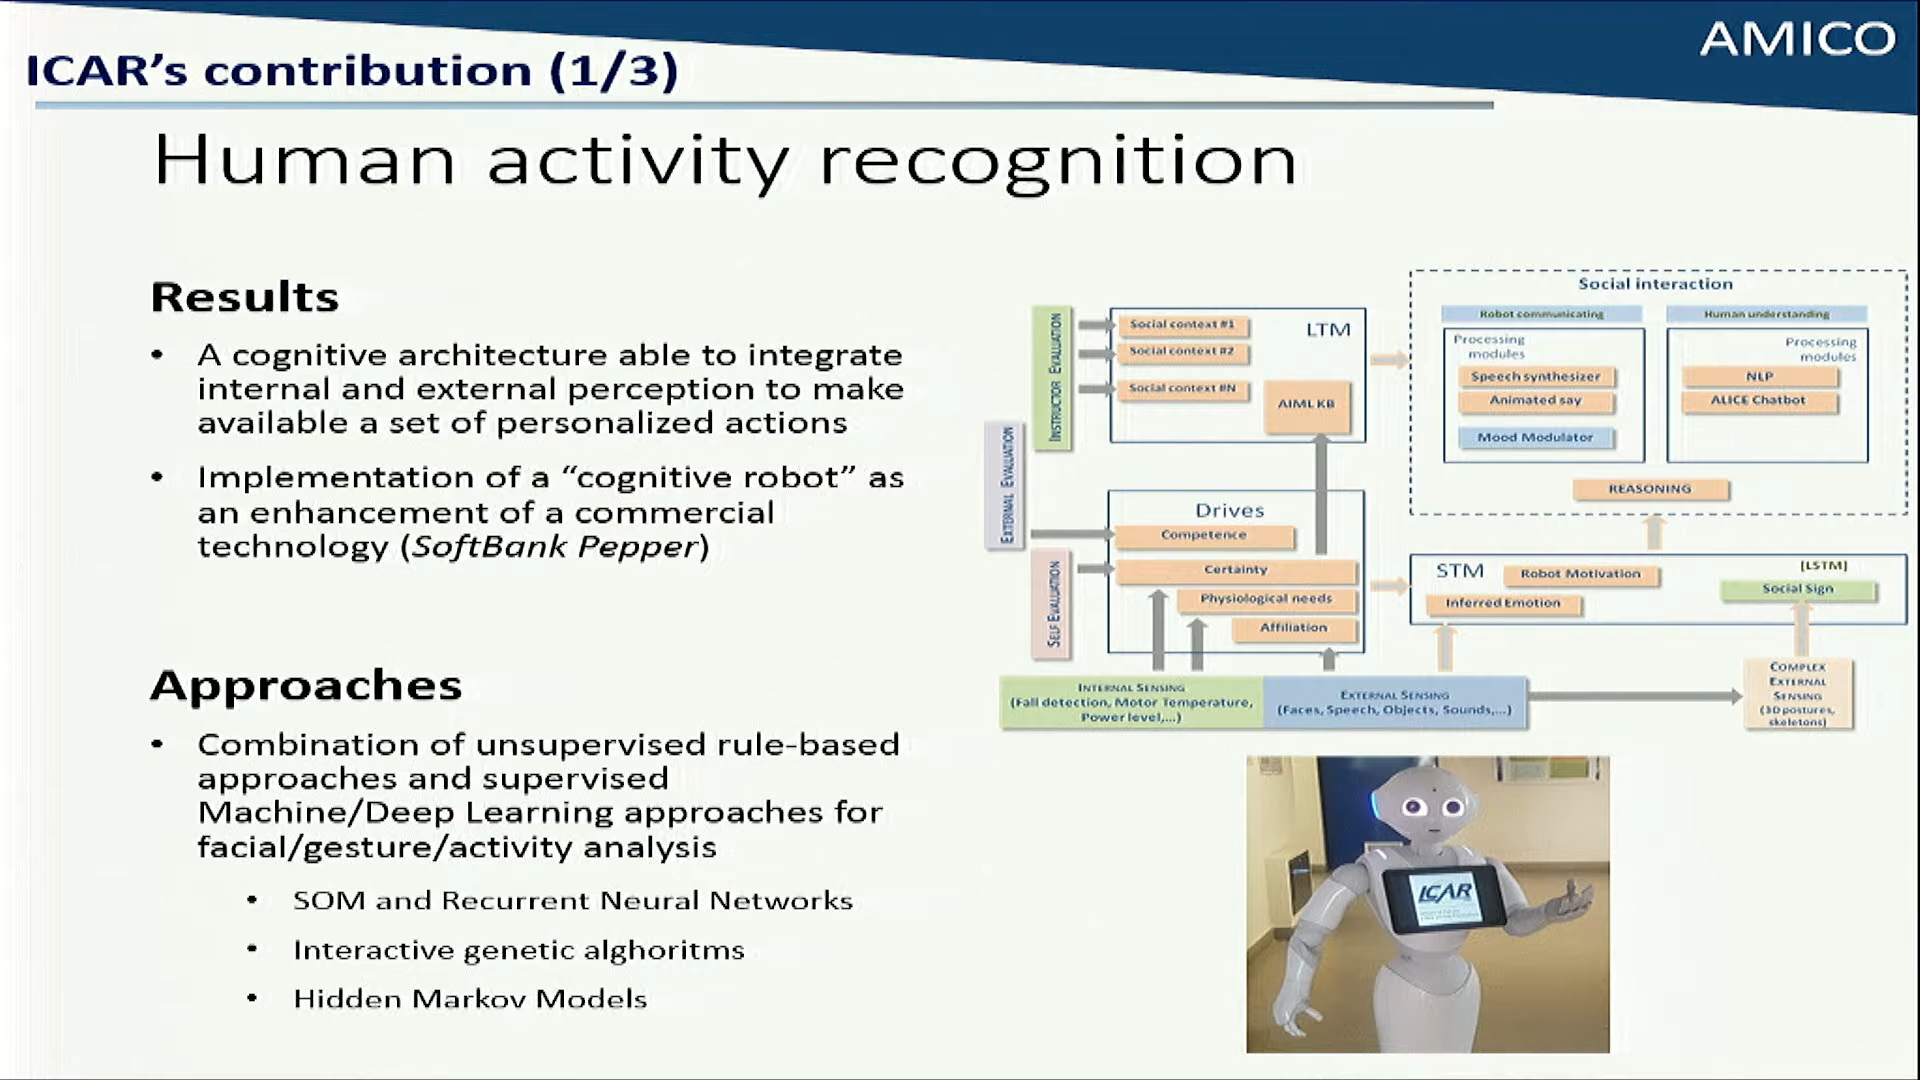 AMICO
ICAR’s contribution (1/3)
Human activity recognition
Results
• A cognitive architecture able to integrate
internal and external perception to make
available a set of personalized actions
• Implementation of a “cognitive robot” as
an enhancement of a commercial
technology (SoftBank Pepper)
Approaches
• Combination of unsupervised rule-based
approaches and supervised
Machine/Deep Learning approaches for
facial/gesture/activity analysis
• SOM and Recurrent Neural Networks
• Interactive genetic alghoritms
• Hidden Markov Models
INSTRUCTOR EVALUATION
EXTERNAL EVALUATION
SELF EVALUATION
LTM
Social context #1
Social context #2
Social context #N
AIML KB
Drives
Competence
Certainty
Physiological needs
Affiliation
Social interaction
Robot communicating
Processing
modules
Speech synthesizer
Animated say
Mood Modulator
Human understanding
Processing
modules
NLP
ALICE Chatbot
REASONING
STM
Robot Motivation
Inferred Emotion
[LSTM]
Social Sign
INTERNAL SENSING
(Fall detection, Motor Temperature,
Power level,...)
EXTERNAL SENSING
(Faces, Speech, Objects, Sounds,...)
COMPLEX
EXTERNAL
SENSING
(3D postures,
skeletons)
ICAR